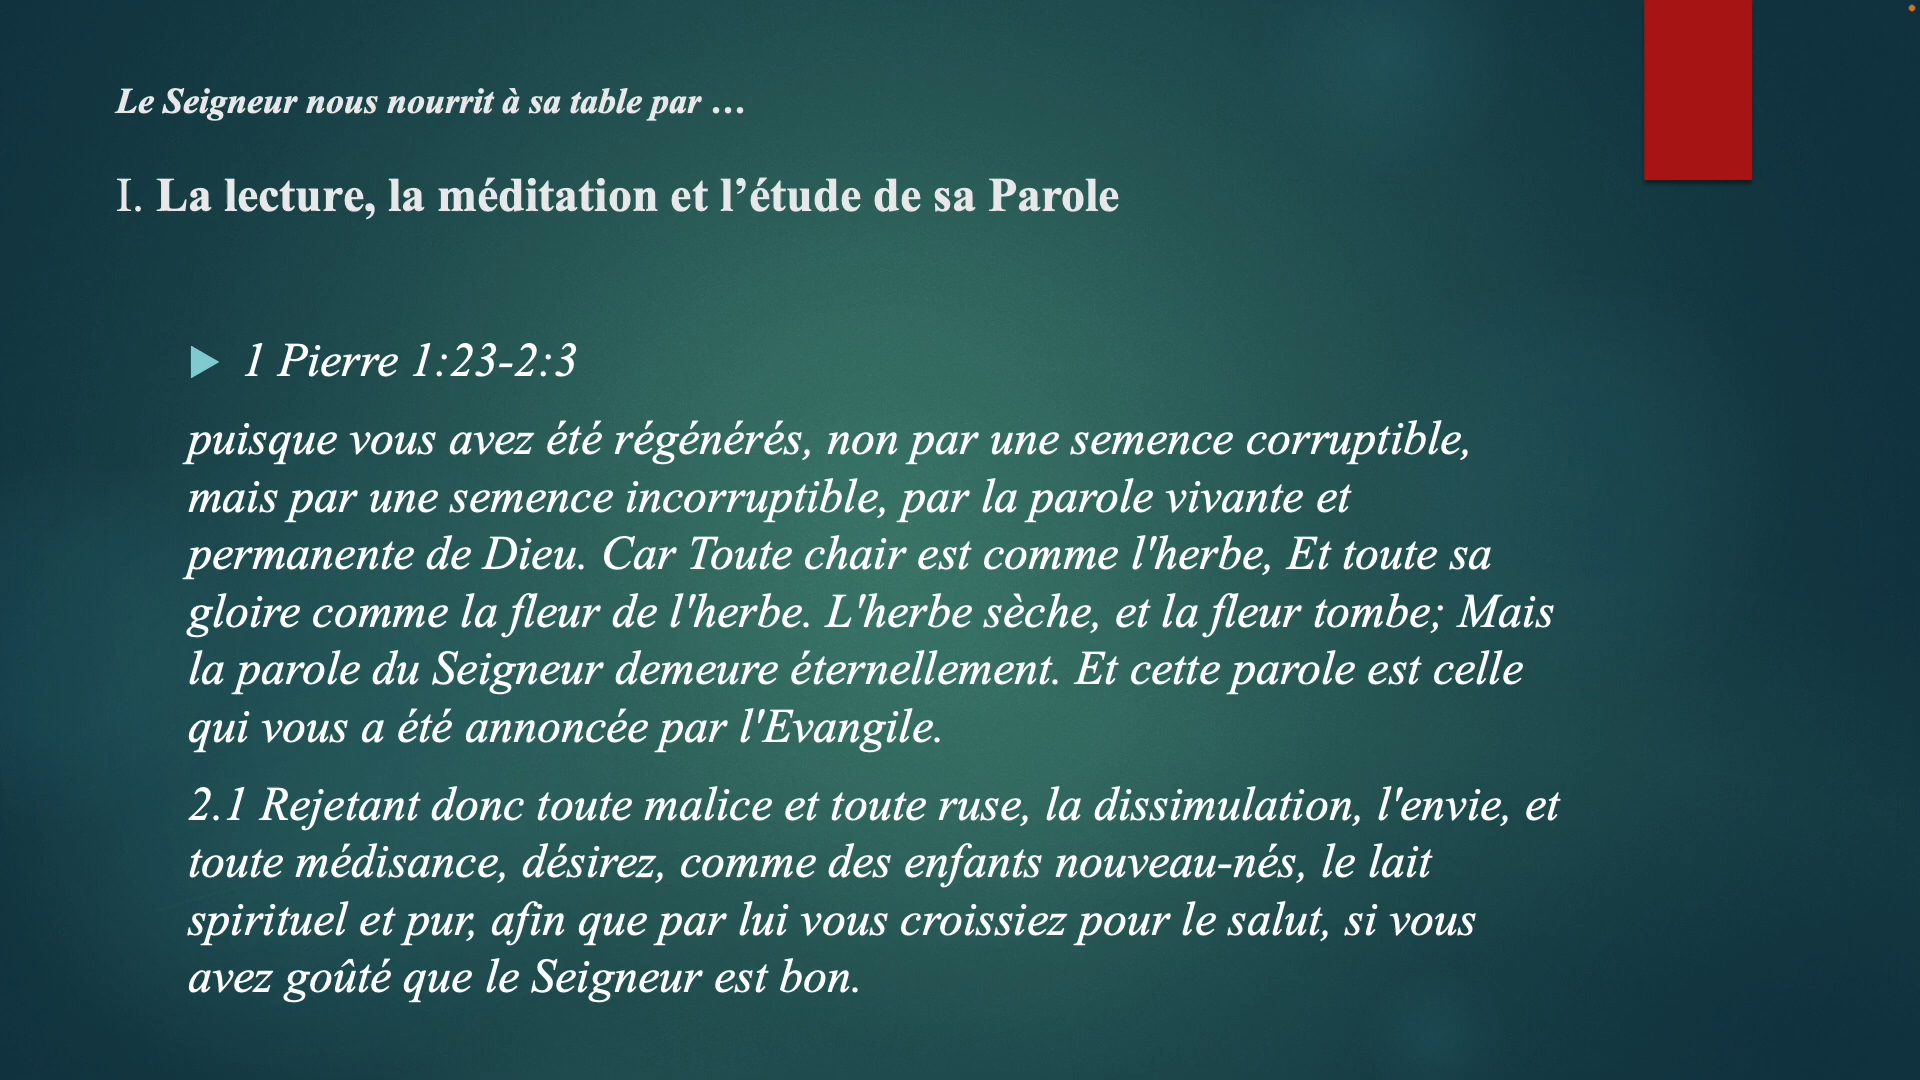 Le Seigneur nous nourrit à sa table par …
I. La lecture, la méditation et l’étude de sa Parole
1 Pierre 1:23-2:3
puisque vous avez été régénérés, non par une semence corruptible,
mais par une semence incorruptible, par la parole vivante et
permanente de Dieu. Car Toute chair est comme l'herbe, Et toute sa
gloire comme la fleur de l'herbe. L'herbe sèche, et la fleur tombe; Mais
la parole du Seigneur demeure éternellement. Et cette parole est celle
qui vous a été annoncée par l'Evangile.
2.1 Rejetant donc toute malice et toute ruse, la dissimulation, l'envie, et
toute médisance, désirez, comme des enfants nouveau-nés, le lait
spirituel et pur, afin que par lui vous croissiez pour le salut, si vous
avez goûté que le Seigneur est bon.